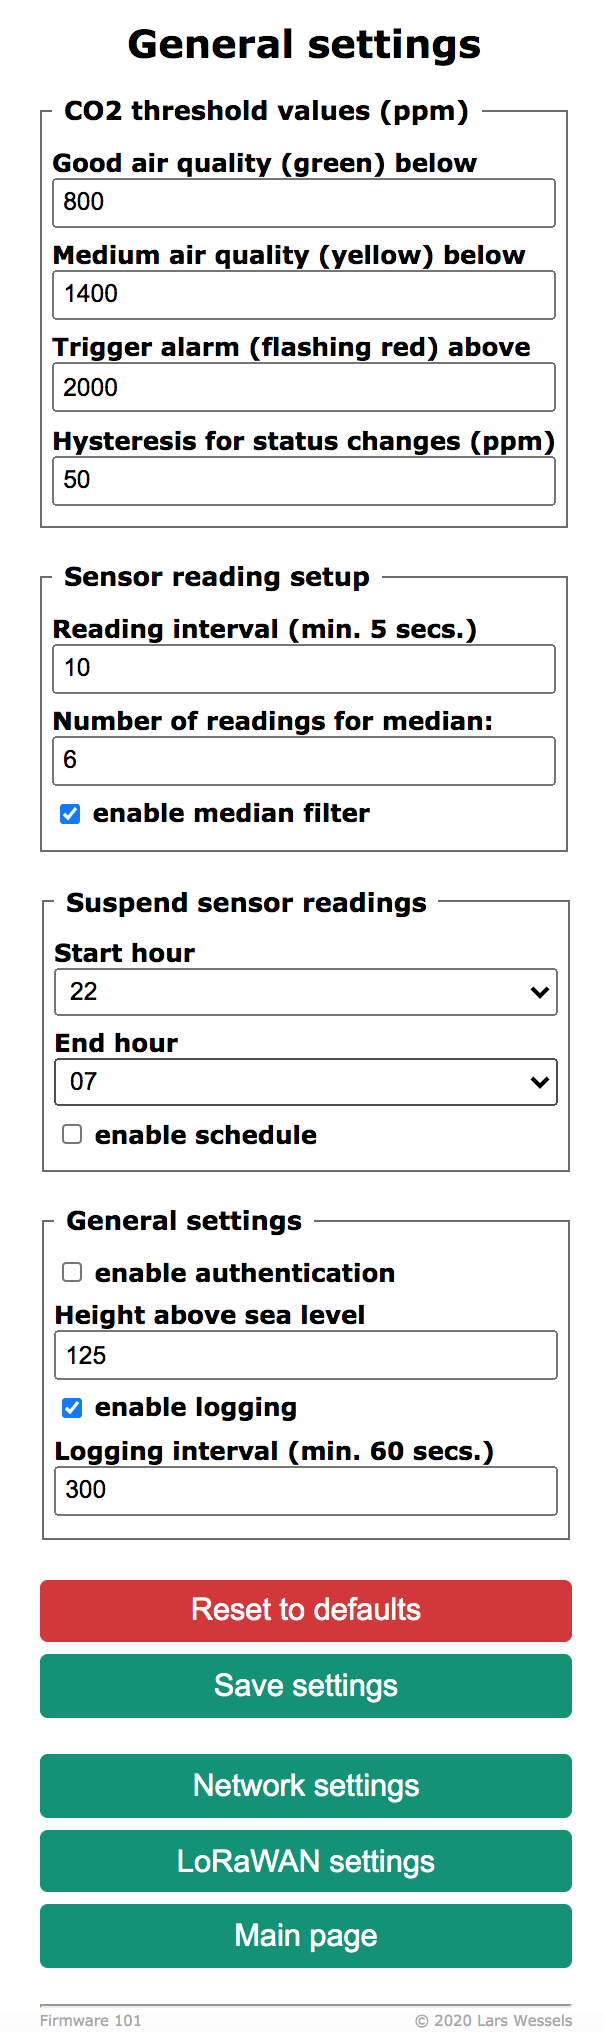 General settings
CO2 threshold values (ppm)
Good air quality (green) below
800
Medium air quality (yellow) below
1400
Trigger alarm (flashing red) above
2000
Hysteresis for status changes (ppm)
50
Sensor reading setup
Reading interval (min. 5 secs.)
10
Number of readings for median:
6
enable median filter
Suspend sensor readings
Start hour
22
End hour
07
enable schedule
General settings
enable authentication
Height above sea level
125
enable logging
Logging interval (min. 60 secs.)
300
Reset to defaults
Save settings
Network settings
LoRaWAN settings
Main page
Firmware 101 © 2020 Lars Wessels